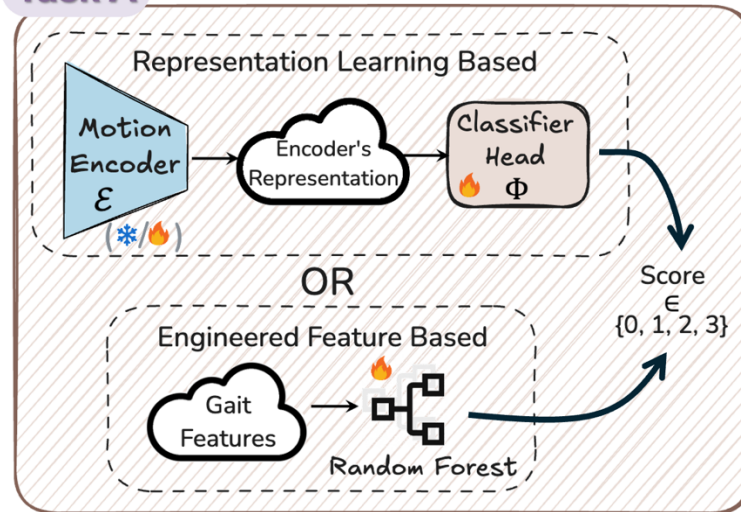 Representation Learning Based
Motion
Encoder
ℰ
(❄️/🔥)
Encoder's
Representation
Classifier
Head
Φ
OR
Score
∈
{0, 1, 2, 3}
Engineered Feature Based
Gait
Features
Random Forest